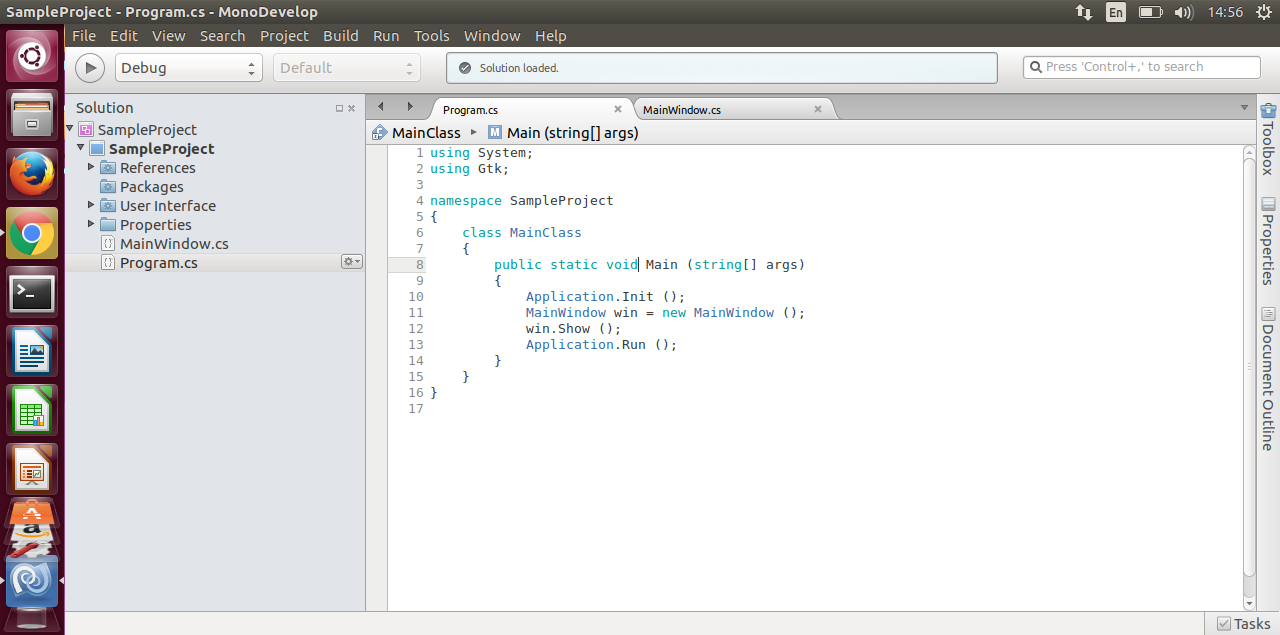 SampleProject - Program.cs - MonoDevelop
En
14:56
File Edit View Search Project Build Run Tools Window Help
Debug
Default
Solution loaded.
Press 'Control+,' to search
Solution
SampleProject
SampleProject
References
Packages
User Interface
Properties
MainWindow.cs
Program.cs
Program.cs
MainWindow.cs
MainClass
M Main (string[] args)
1 using System;
2 using Gtk;
3
4 namespace SampleProject
5 {
6 class MainClass
7 {
8 public static void Main (string[] args)
9 {
10 Application.Init ();
11 MainWindow win = new MainWindow ();
12 win.Show ();
13 Application.Run ();
14 }
15 }
16 }
17
Toolbox
Properties
Document Outline
Tasks